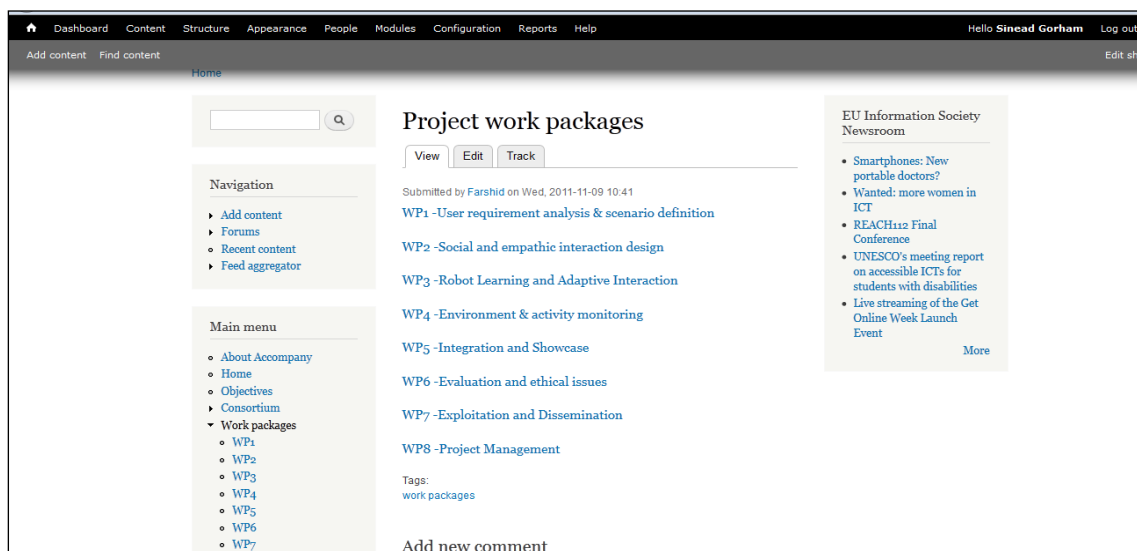 Dashboard Content Structure Appearance People Modules Configuration Reports Help Hello Sinead Gorham Log out
Add content Find content Edit sh
Home
Navigation
Add content
Forums
Recent content
Feed aggregator
Main menu
About Accompany
Home
Objectives
Consortium
Work packages
WP1
WP2
WP3
WP4
WP5
WP6
WP7
Project work packages
View Edit Track
Submitted by Farshid on Wed, 2011-11-09 10:41
WP1 -User requirement analysis & scenario definition
WP2 -Social and empathic interaction design
WP3 -Robot Learning and Adaptive Interaction
WP4 -Environment & activity monitoring
WP5 -Integration and Showcase
WP6 -Evaluation and ethical issues
WP7 -Exploitation and Dissemination
WP8 -Project Management
Tags:
work packages
Add new comment
EU Information Society
Newsroom
Smartphones: New
portable doctors?
Wanted: more women in
ICT
REACH112 Final
Conference
UNESCO's meeting report
on accessible ICTs for
students with disabilities
Live streaming of the Get
Online Week Launch
Event
More